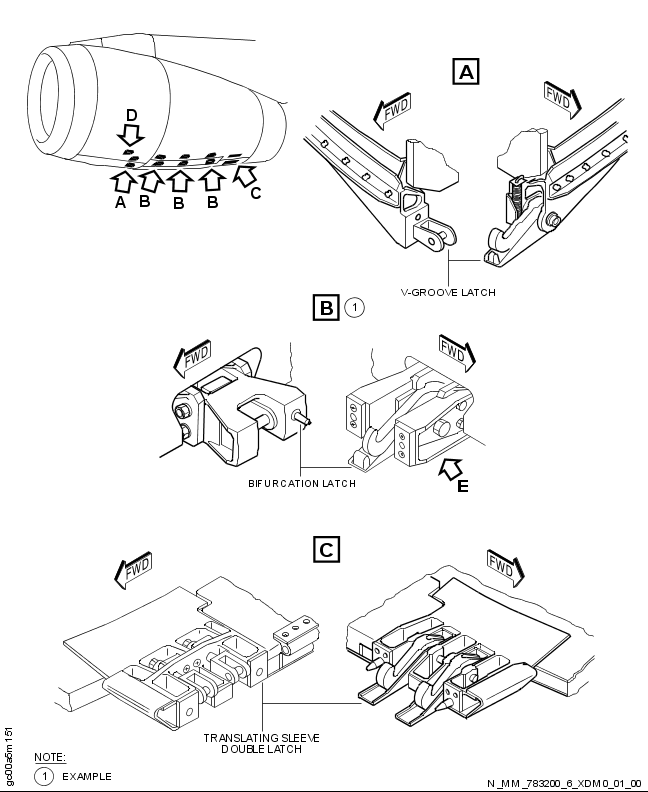 D
A B B B C
A
FWD
FWD
V-GROOVE LATCH
B 1
FWD
FWD
BIFURCATION LATCH
E
C
FWD
FWD
TRANSLATING SLEEVE
DOUBLE LATCH
NOTE:
1 EXAMPLE
gc00a5m151
N_MM_783200_6_XDM0_01_00